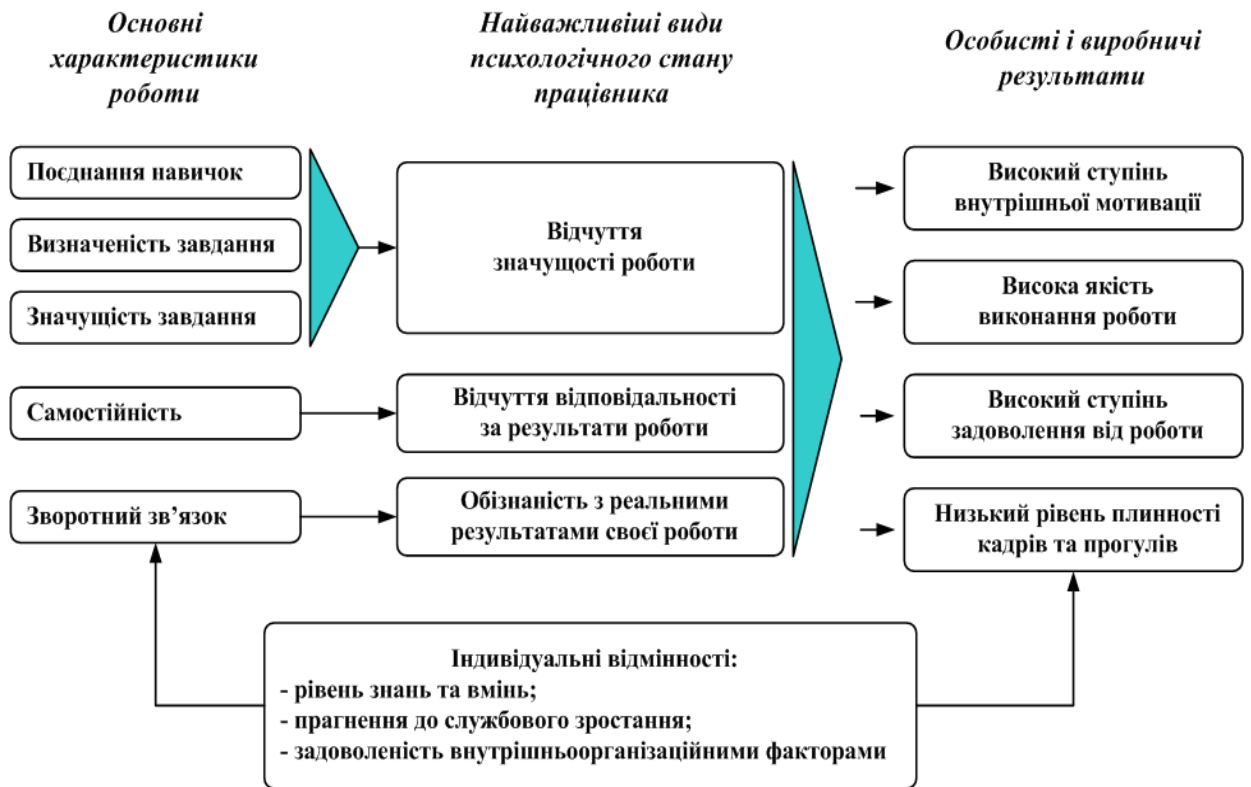 Основні
характеристики
роботи
Найважливіші види
психологічного стану
працівника
Особисті і виробничі
результати
Поєднання навичок
Визначеність завдання
Значущість завдання
Самостійність
Зворотний зв’язок
Відчуття
значущості роботи
Відчуття відповідальності
за результати роботи
Обізнаність з реальними
результатами своєї роботи
Високий ступінь
внутрішньої мотивації
Висока якість
виконання роботи
Високий ступінь
задоволення від роботи
Низький рівень плинності
кадрів та прогулів
Індивідуальні відмінності:
- рівень знань та вмінь;
- прагнення до службового зростання;
- задоволеність внутрішньоорганізаційними факторами